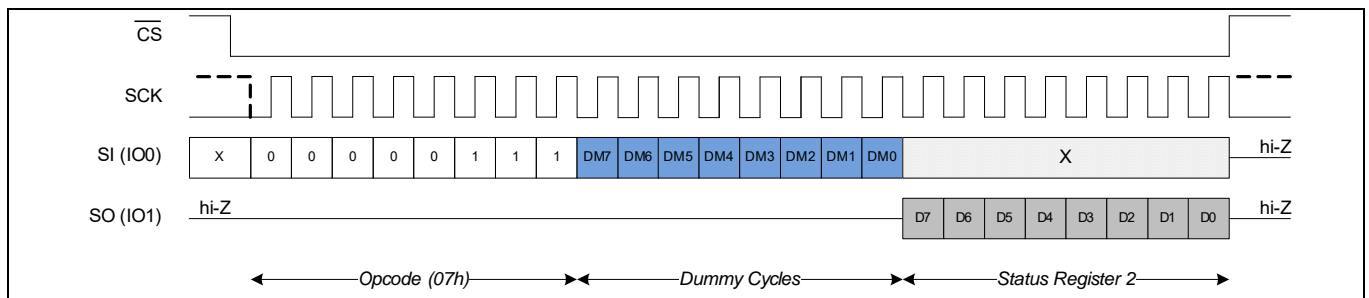 CS
SCK
SI (IO0) X 0 0 0 0 0 1 1 1 DM7 DM6 DM5 DM4 DM3 DM2 DM1 DM0 X hi-Z
SO (IO1) hi-Z D7 D6 D5 D4 D3 D2 D1 D0 hi-Z
Opcode (07h) Dummy Cycles Status Register 2